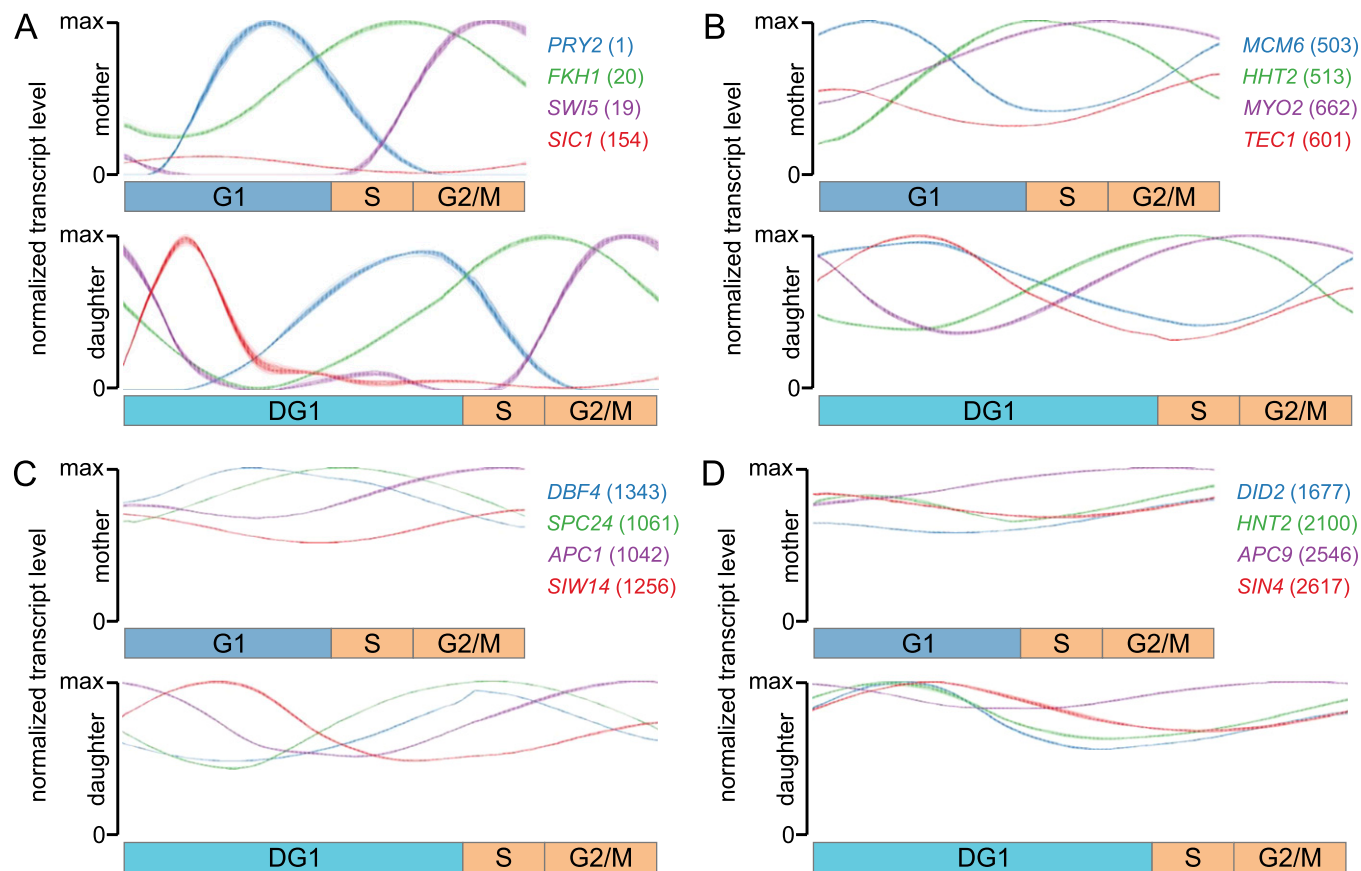 A
normalized transcript level
mother
max
0
PRY2 (1)
FKH1 (20)
SWI5 (19)
SIC1 (154)
G1 S G2/M
daughter
max
0
DG1 S G2/M
B
normalized transcript level
mother
max
0
MCM6 (503)
HHT2 (513)
MYO2 (662)
TEC1 (601)
G1 S G2/M
daughter
max
0
DG1 S G2/M
C
normalized transcript level
mother
max
0
DBF4 (1343)
SPC24 (1061)
APC1 (1042)
SIW14 (1256)
G1 S G2/M
daughter
max
0
DG1 S G2/M
D
normalized transcript level
mother
max
0
DID2 (1677)
HNT2 (2100)
APC9 (2546)
SIN4 (2617)
G1 S G2/M
daughter
max
0
DG1 S G2/M